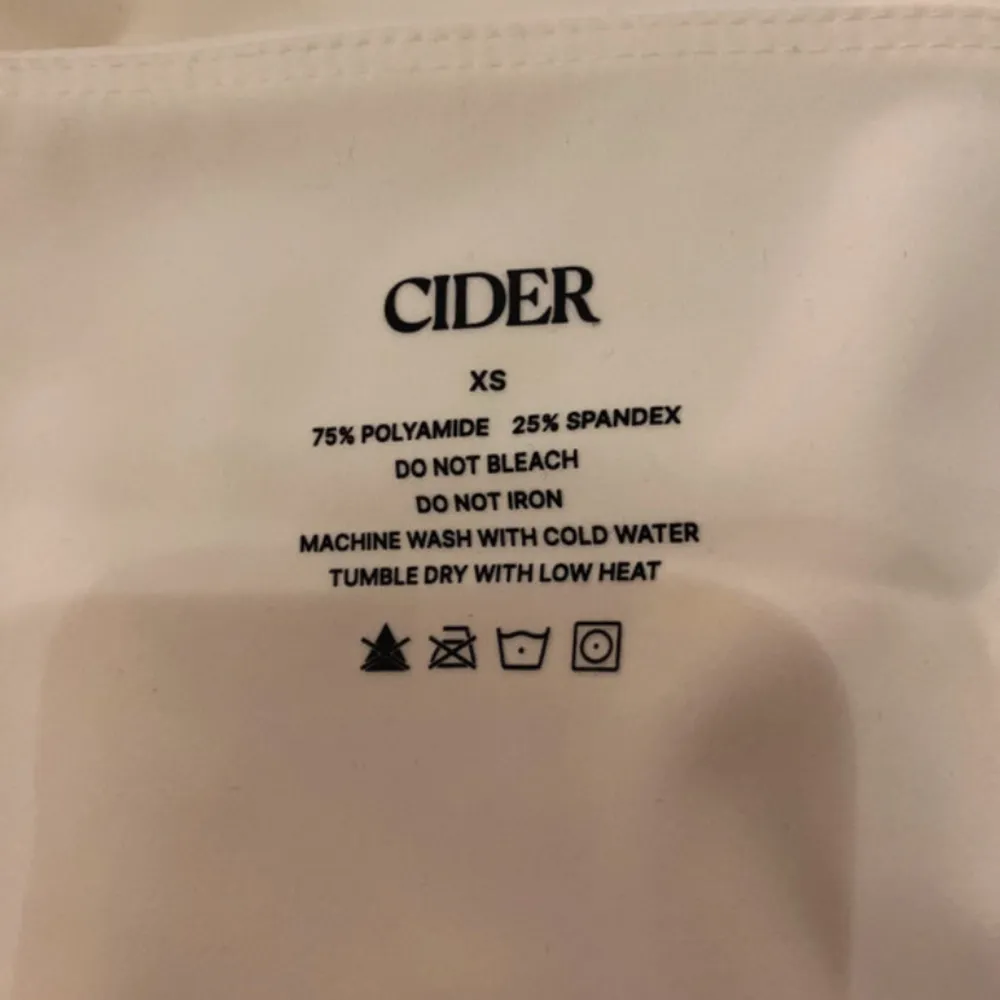 CIDER
XS
75% POLYAMIDE 25% SPANDEX
DO NOT BLEACH
DO NOT IRON
MACHINE WASH WITH COLD WATER
TUMBLE DRY WITH LOW HEAT